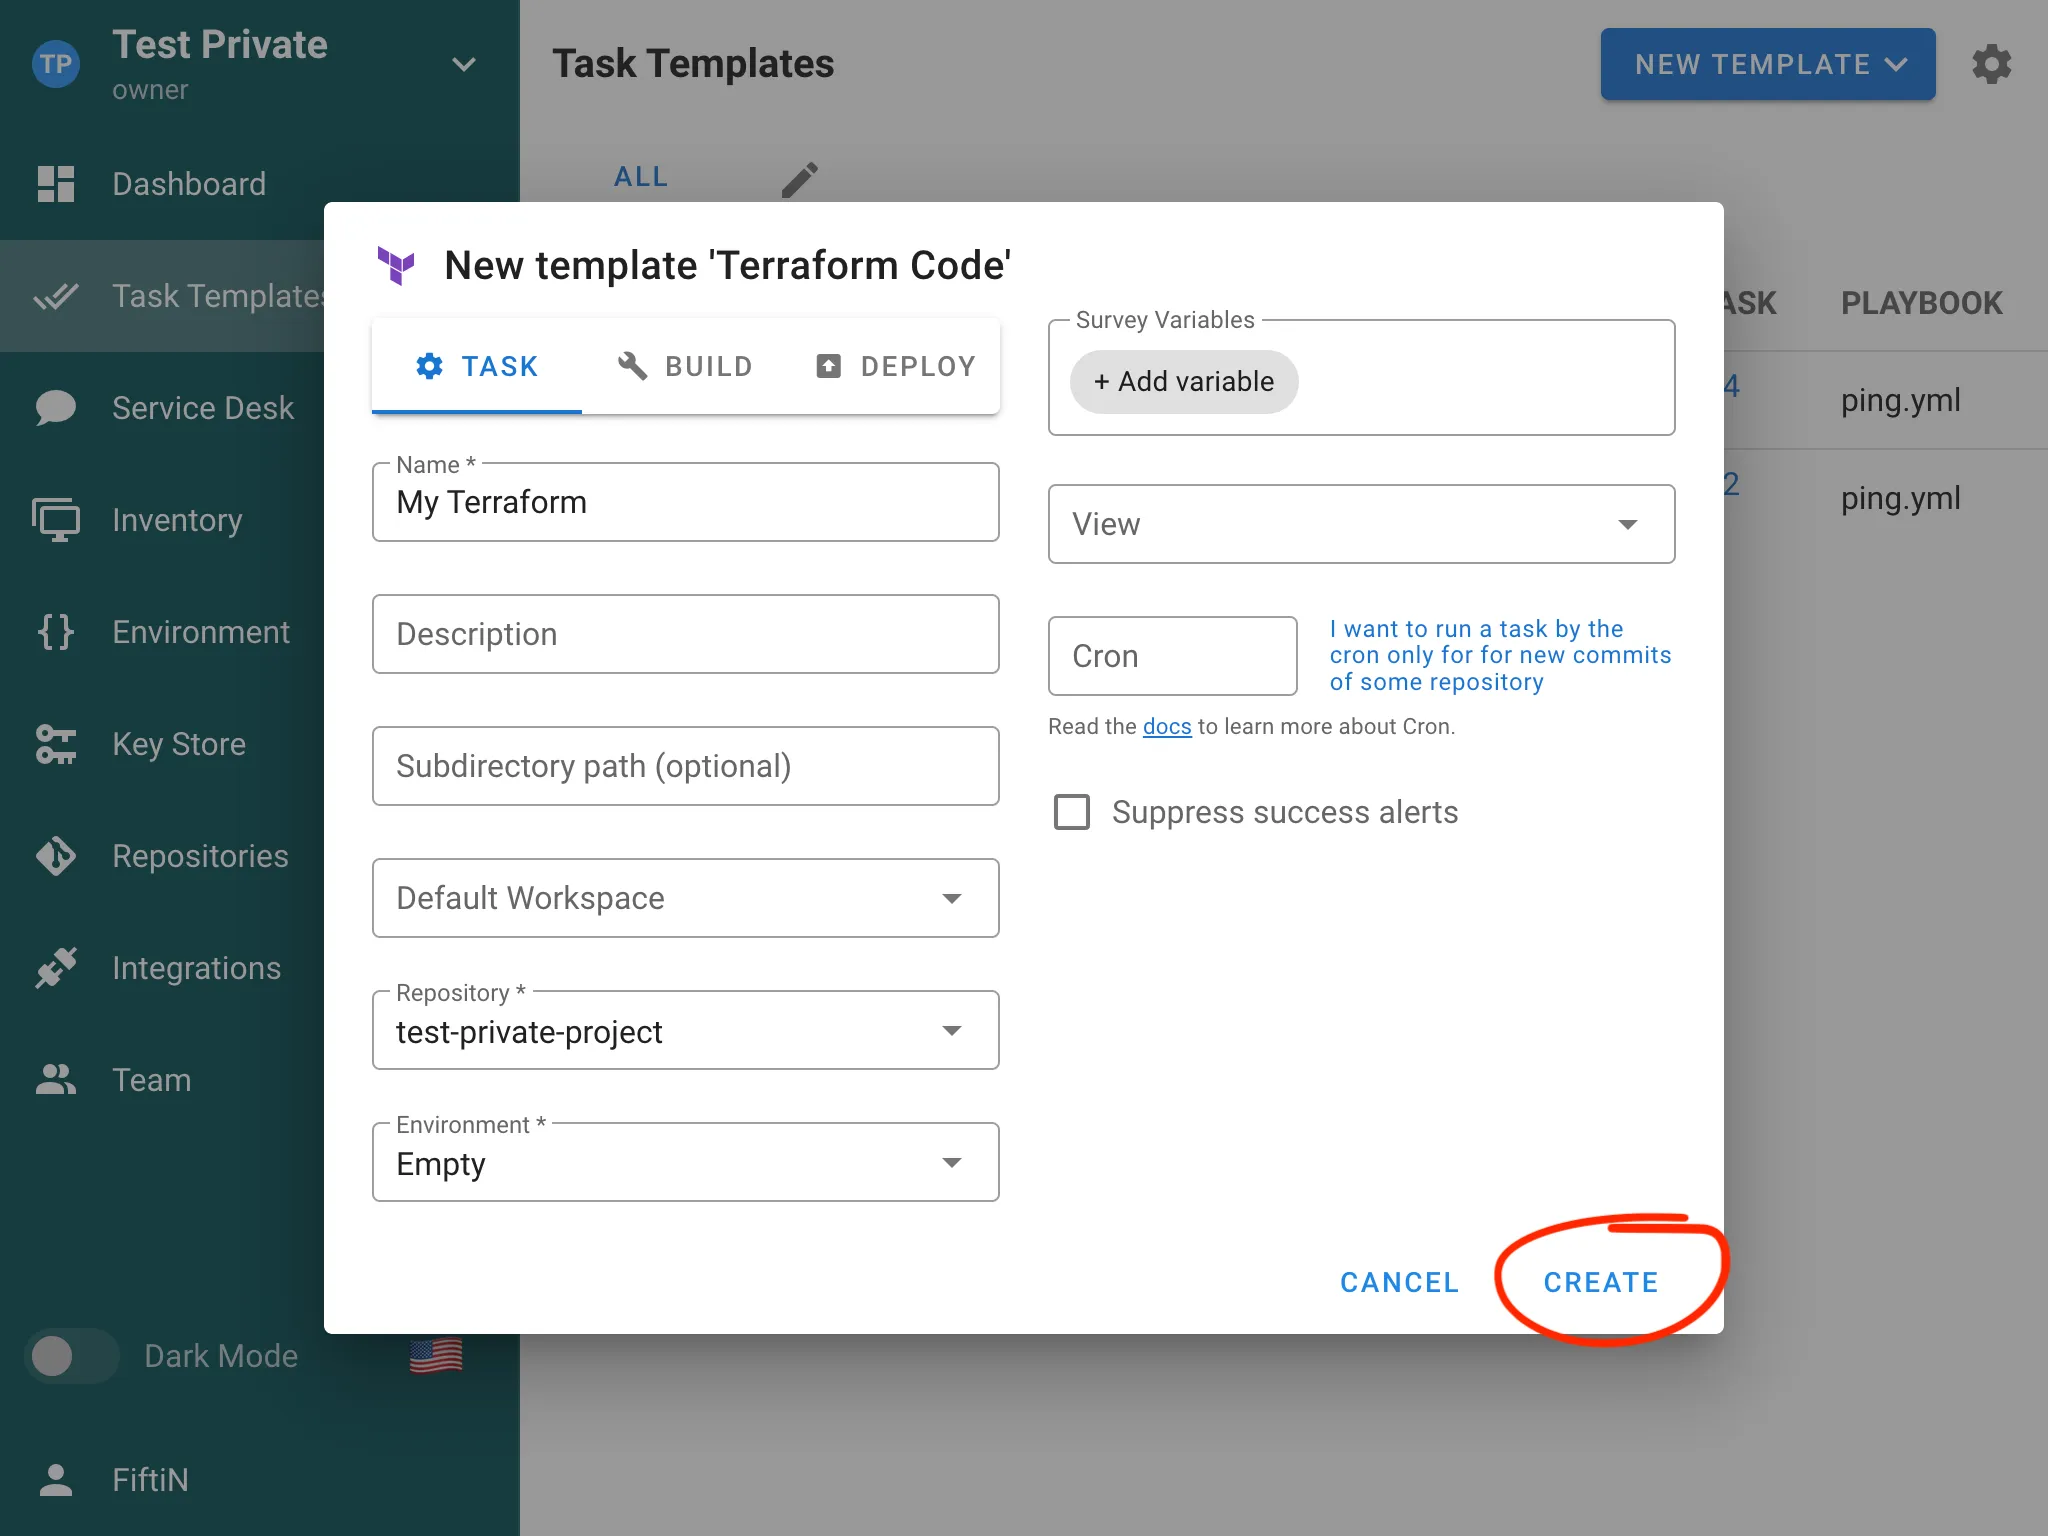 TP
Test Private
owner
Dashboard
Task Templates
Service Desk
Inventory
Environment
Key Store
Repositories
Integrations
Team
Dark Mode
FiftiN
Task Templates
NEW TEMPLATE
ALL
ASK
PLAYBOOK
4
ping.yml
2
ping.yml
New template 'Terraform Code'
TASK
BUILD
DEPLOY
Name *
My Terraform
Description
Subdirectory path (optional)
Default Workspace
Repository *
test-private-project
Environment *
Empty
Survey Variables
+ Add variable
View
Cron
I want to run a task by the
cron only for for new commits
of some repository
Read the docs to learn more about Cron.
Suppress success alerts
CANCEL
CREATE